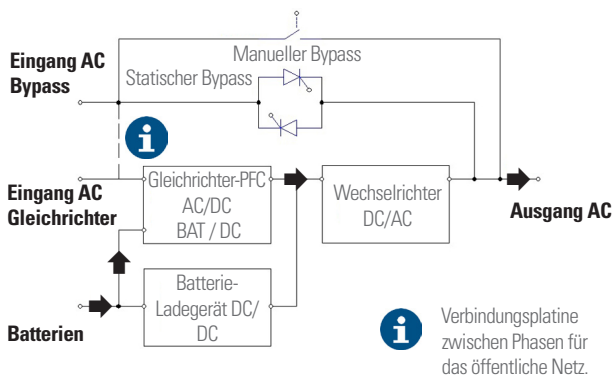 Eingang AC
Bypass
Manueller Bypass
Statischer Bypass
i
Eingang AC
Gleichrichter
Gleichrichter-PFC
AC/DC
BAT / DC
Wechselrichter
DC/AC
Ausgang AC
Batterie-
Ladegerät DC/
DC
Batterien
i
Verbindungsplatine
zwischen Phasen für
das öffentliche Netz.